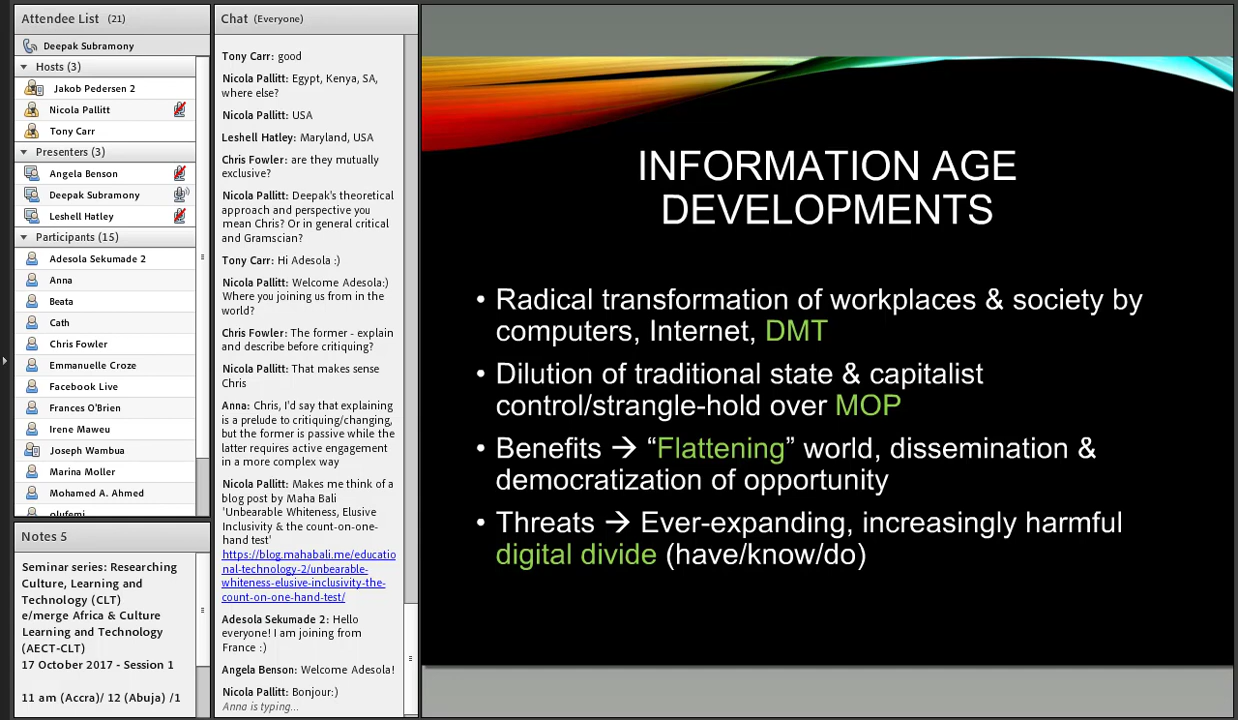 Attendee List (21)
Deepak Subramony
Hosts (3)
Jakob Pedersen 2
Nicola Pallitt
Tony Carr
Presenters (3)
Angela Benson
Deepak Subramony
Leshell Hatley
Participants (15)
Adesola Sekumade 2
Anna
Beata
Cath
Chris Fowler
Emmanuelle Croze
Facebook Live
Frances O'Brien
Irene Maweu
Joseph Wambua
Marina Moller
Mohamed A. Ahmed
olufemi
Notes 5
Seminar series: Researching
Culture, Learning and
Technology (CLT)
e/merge Africa & Culture
Learning and Technology
(AECT-CLT)
17 October 2017 - Session 1
11 am (Accra)/ 12 (Abuja) /1
Chat (Everyone)
Tony Carr: good
Nicola Pallitt: Egypt, Kenya, SA,
where else?
Nicola Pallitt: USA
Leshell Hatley: Maryland, USA
Chris Fowler: are they mutually
exclusive?
Nicola Pallitt: Deepak's theoretical
approach and perspective you
mean Chris? Or in general critical
and Gramscian?
Tony Carr: Hi Adesola :)
Nicola Pallitt: Welcome Adesola:)
Where you joining us from in the
world?
Chris Fowler: The former - explain
and describe before critiquing?
Nicola Pallitt: That makes sense
Chris
Anna: Chris, I'd say that explaining
is a prelude to critiquing/changing,
but the former is passive while the
latter requires active engagement
in a more complex way
Nicola Pallitt: Makes me think of a
blog post by Maha Bali
'Unbearable Whiteness, Elusive
Inclusivity & the count-on-one-
hand test'
https://blog.mahabali.me/educatio
nal-technology-2/unbearable-
whiteness-elusive-inclusivity-the-
count-on-one-hand-test/
Adesola Sekumade 2: Hello
everyone! I am joining from
France :)
Angela Benson: Welcome Adesola!
Nicola Pallitt: Bonjour:)
Anna is typing...
INFORMATION AGE
DEVELOPMENTS
• Radical transformation of workplaces & society by
computers, Internet, DMT
• Dilution of traditional state & capitalist
control/strangle-hold over MOP
• Benefits → “Flattening” world, dissemination &
democratization of opportunity
• Threats → Ever-expanding, increasingly harmful
digital divide (have/know/do)